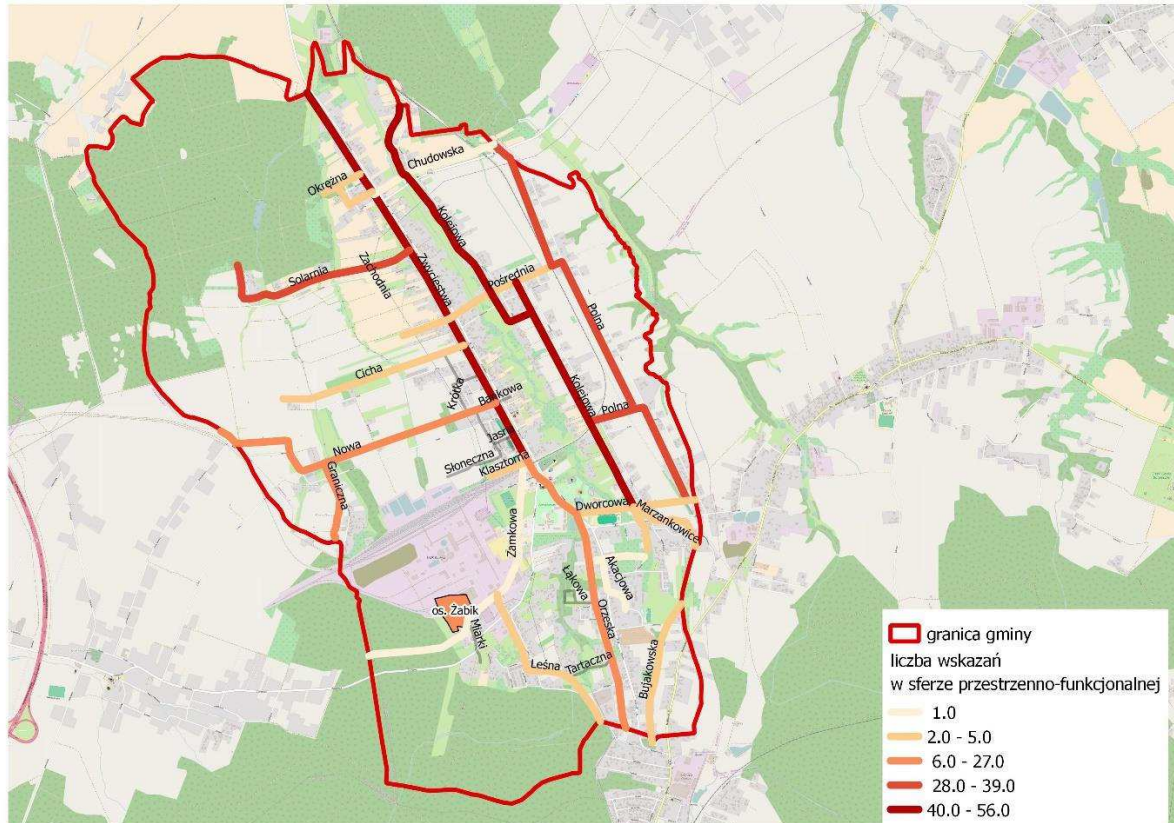 Chudowska
Okrężna
Kolejowa
Zachodnia
Zwycięstwa
Solarnia
Pośrednia
Polna
Cicha
Krótka
Bankowa
Kolejowa
Polna
Nowa
Jasna
Słoneczna
Klasztorna
Graniczna
Dworcowa
Marzankowice
Zamkowa
Łąkowa
Akacjowa
Orzeska
os. Żabik
Miarki
Leśna
Tartaczna
Bujakowska
granica gminy
liczba wskazań
w sferze przestrzenno-funkcjonalnej
1.0
2.0 - 5.0
6.0 - 27.0
28.0 - 39.0
40.0 - 56.0